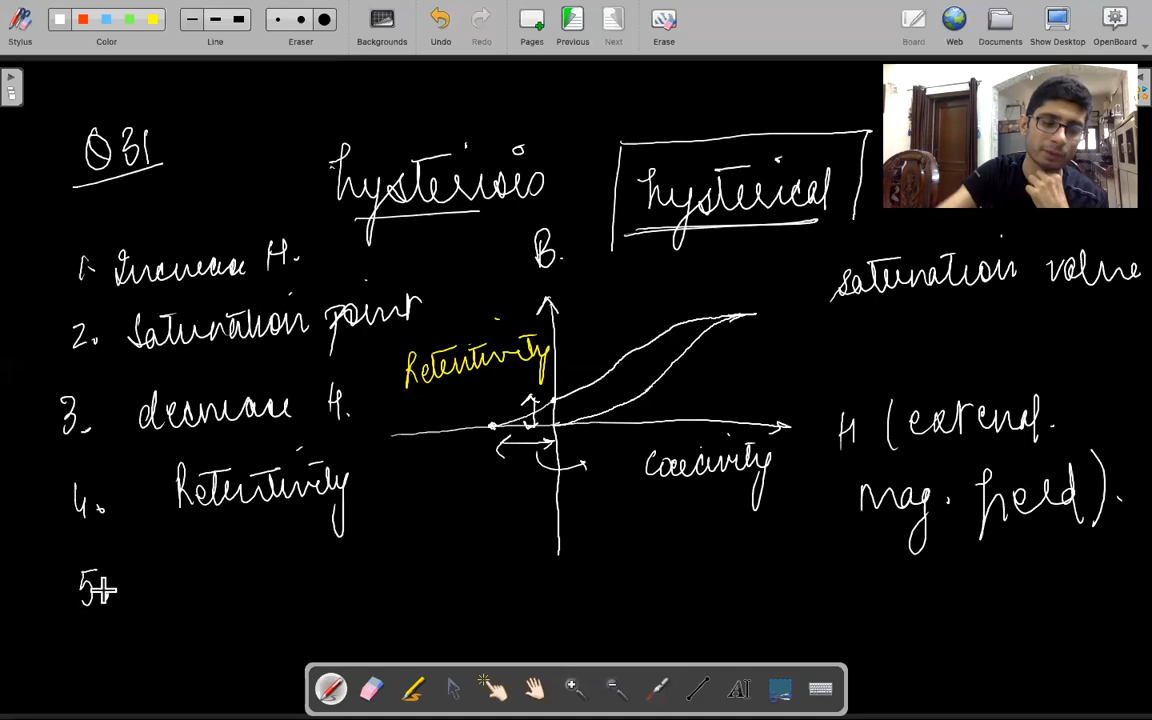 Stylus
Color
Line
Eraser
Backgrounds
Undo
Redo
Pages
Previous
Next
Erase
Board
Web
Documents
Show Desktop
OpenBoard
Q 31
hysterisis
hysterical
1. Increase H.
B.
saturation value
2. Saturation point
Retentivity
3. decrease H.
H (external
mag. field).
coercivity
4. Retentivity
5